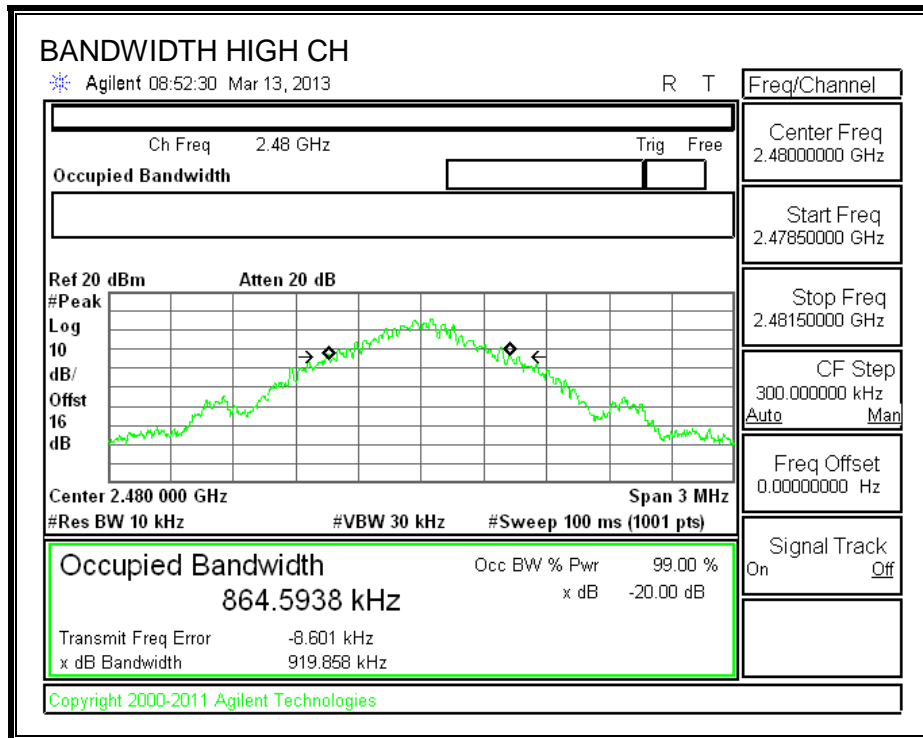 BANDWIDTH HIGH CH
Agilent 08:52:30 Mar 13, 2013 R T
Ch Freq 2.48 GHz Trig Free
Occupied Bandwidth
Ref 20 dBm Atten 20 dB
#Peak
Log
10
dB/
Offst
16
dB
Center 2.480 000 GHz Span 3 MHz
#Res BW 10 kHz #VBW 30 kHz #Sweep 100 ms (1001 pts)
Occupied Bandwidth
864.5938 kHz
Occ BW % Pwr 99.00 %
x dB -20.00 dB
Transmit Freq Error -8.601 kHz
x dB Bandwidth 919.858 kHz
Copyright 2000-2011 Agilent Technologies
Freq/Channel
Center Freq
2.48000000 GHz
Start Freq
2.47850000 GHz
Stop Freq
2.48150000 GHz
CF Step
300.000000 kHz
Auto Man
Freq Offset
0.00000000 Hz
Signal Track
On Off